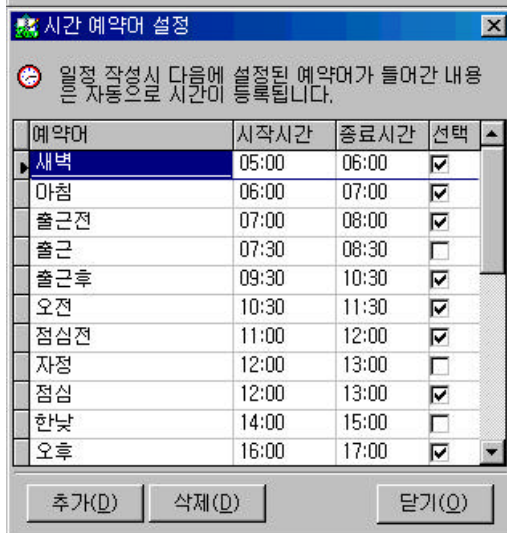 시간 예약어 설정
일정 작성시 다음에 설정된 예약어가 들어간 내용
은 자동으로 시간이 등록됩니다.
예약어 시작시간 종료시간 선택
새벽 05:00 06:00
아침 06:00 07:00
출근전 07:00 08:00
출근 07:30 08:30
출근후 09:30 10:30
오전 10:30 11:30
점심전 11:00 12:00
자정 12:00 13:00
점심 12:00 13:00
한낮 14:00 15:00
오후 16:00 17:00
추가(D) 삭제(D) 닫기(O)